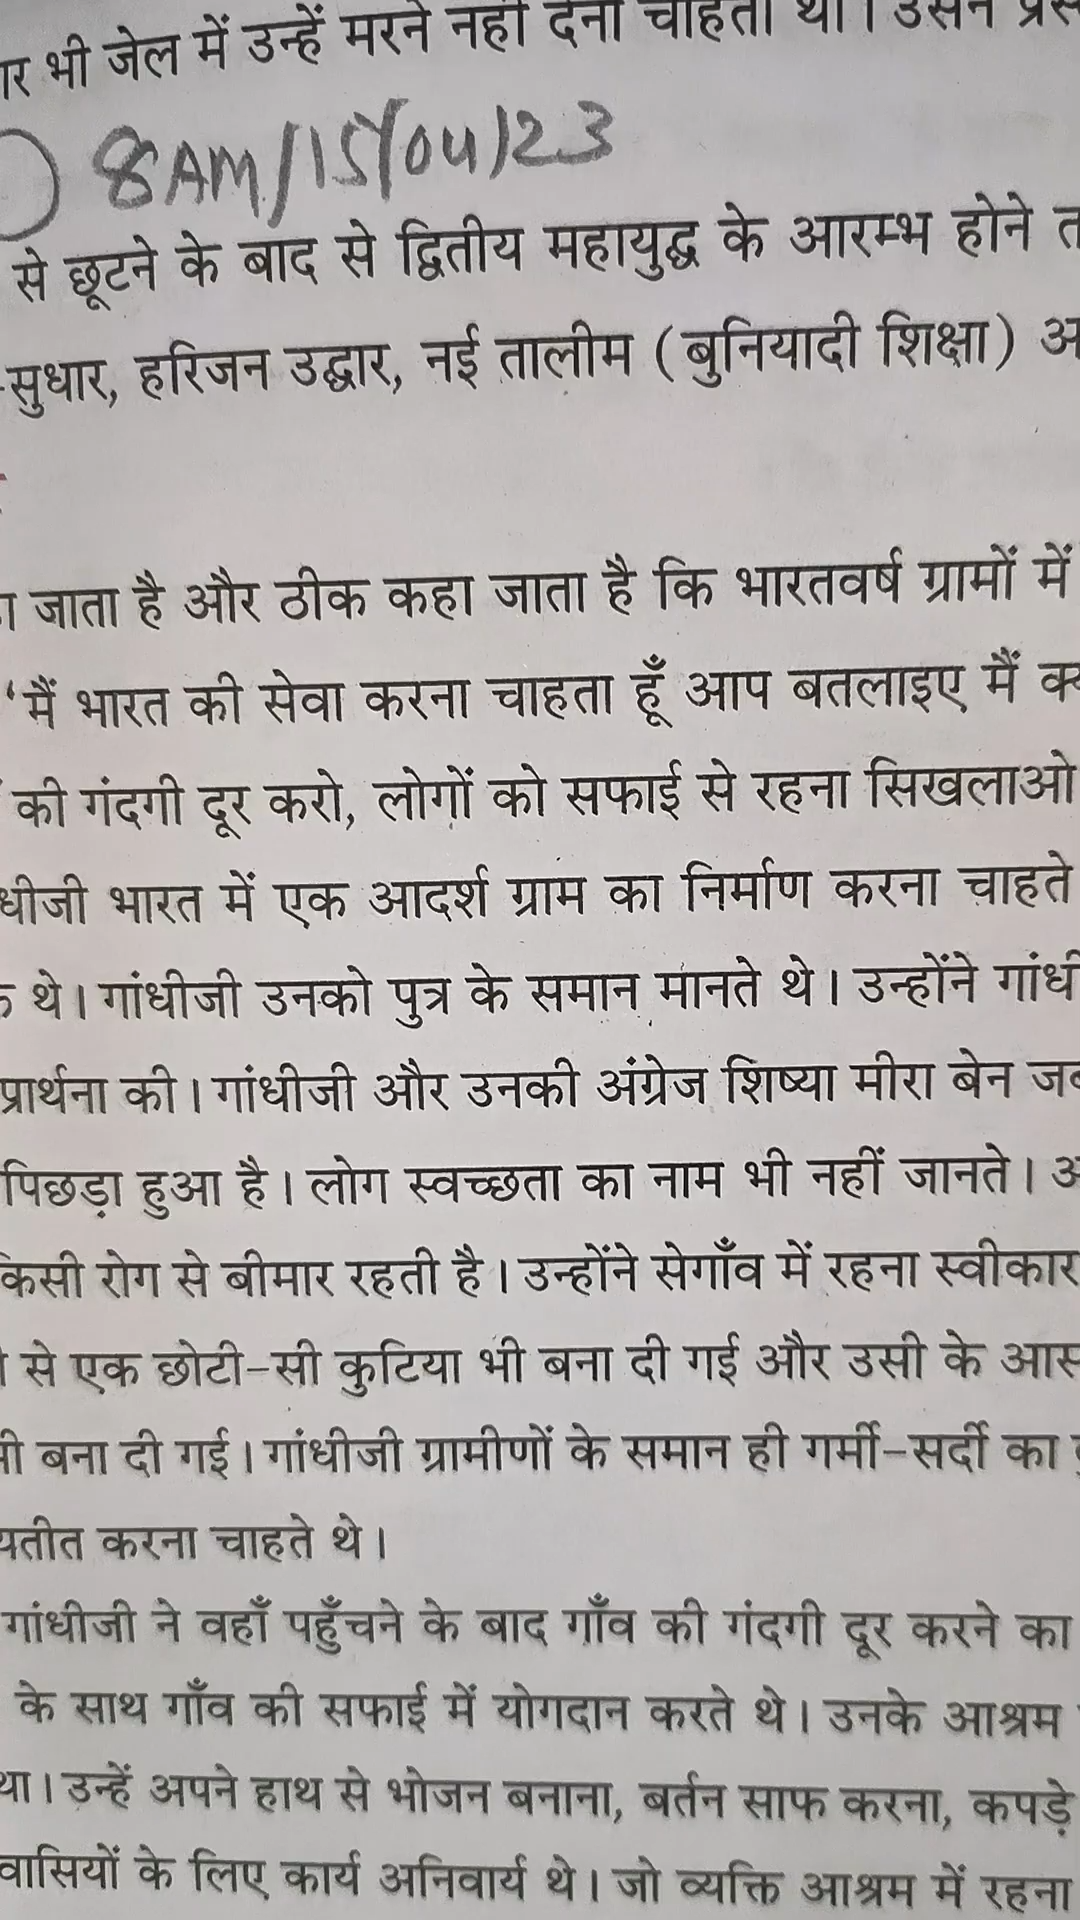 भी जेल में उन्हें मरने नहीं देना चाहता था। उसने
8AM/15/04/23
से छूटने के बाद से द्वितीय महायुद्ध के आरम्भ होने
-सुधार, हरिजन उद्धार, नई तालीम (बुनियादी शिक्षा)
जाता है और ठीक कहा जाता है कि भारतवर्ष ग्रामों में
'मैं भारत की सेवा करना चाहता हूँ आप बतलाइए मैं
की गंदगी दूर करो, लोगों को सफाई से रहना सिखलाओ
धीजी भारत में एक आदर्श ग्राम का निर्माण करना चाहते
थे। गांधीजी उनको पुत्र के समान मानते थे। उन्होंने गांधी
प्रार्थना की। गांधीजी और उनकी अंग्रेज शिष्या मीरा बेन
पिछड़ा हुआ है। लोग स्वच्छता का नाम भी नहीं जानते।
किसी रोग से बीमार रहती है। उन्होंने सेगाँव में रहना स्वीकार
से एक छोटी-सी कुटिया भी बना दी गई और उसी के आस
बना दी गई। गांधीजी ग्रामीणों के समान ही गर्मी-सर्दी का
यतीत करना चाहते थे।
गांधीजी ने वहाँ पहुँचने के बाद गाँव की गंदगी दूर करने का
के साथ गाँव की सफाई में योगदान करते थे। उनके आश्रम
था। उन्हें अपने हाथ से भोजन बनाना, बर्तन साफ करना, कपड़े
वासियों के लिए कार्य अनिवार्य थे। जो व्यक्ति आश्रम में रहना